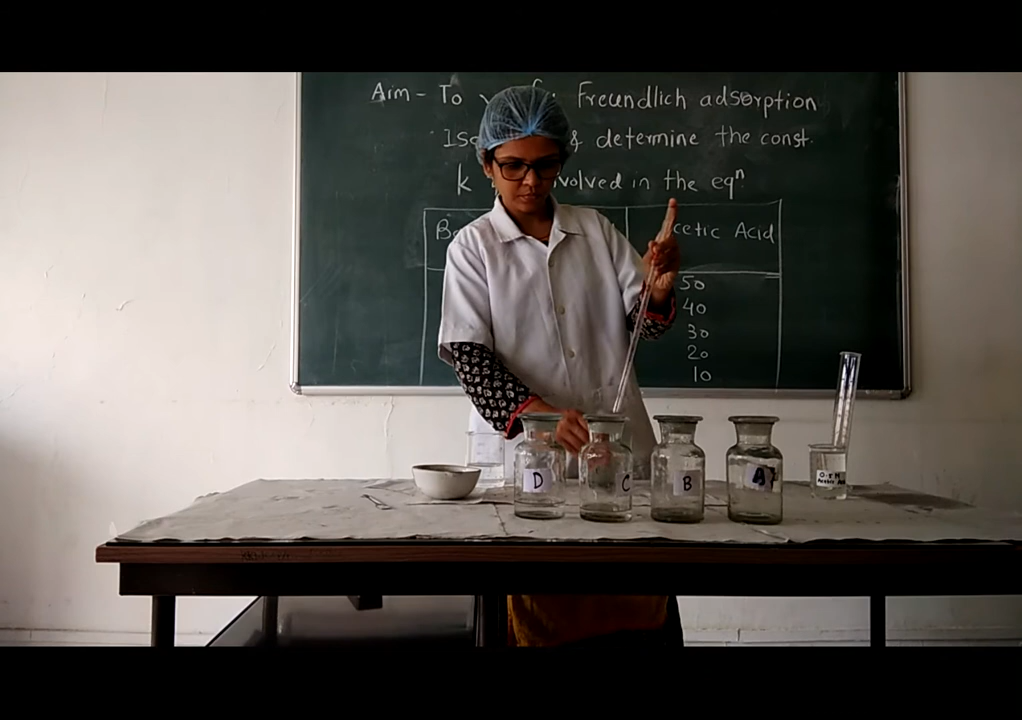 Aim - To Freundlich adsorption
& determine the const.
k volved in the eqⁿ.
cetic Acid
50
40
30
20
10
D
C
B
A